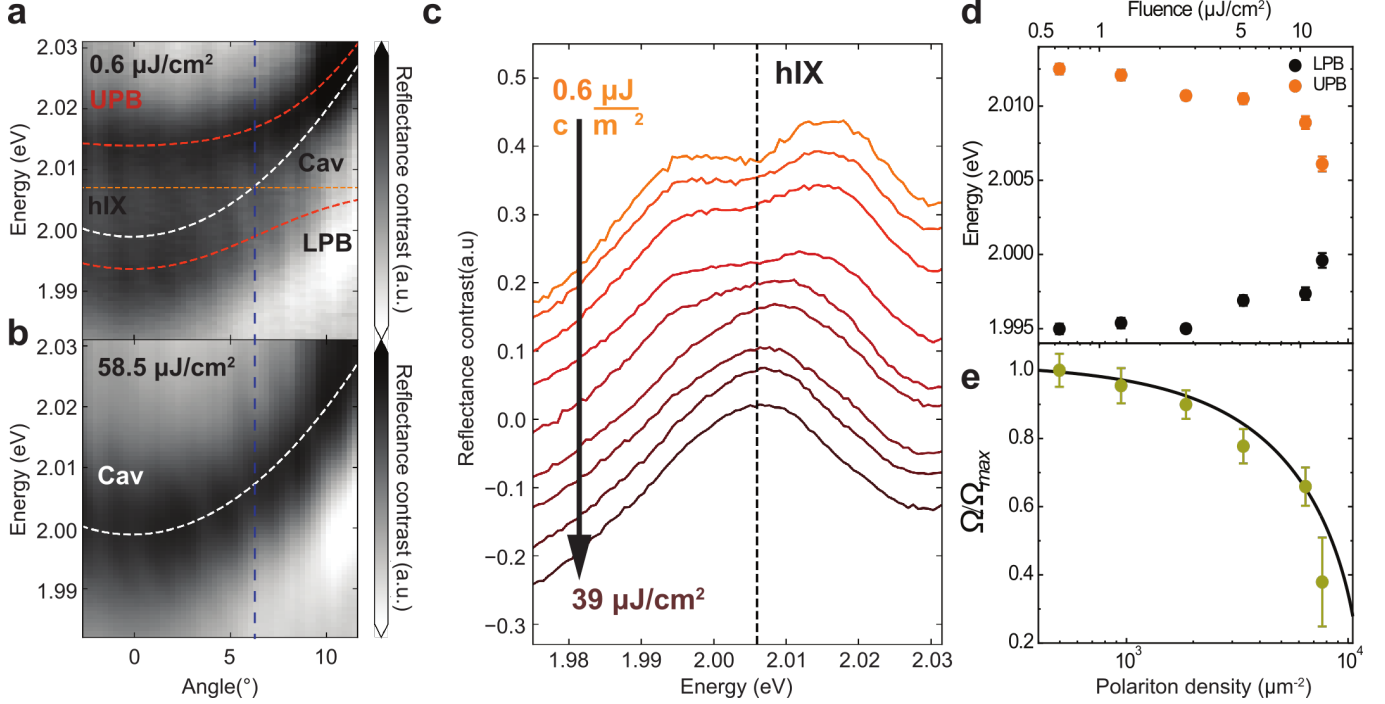 a
2.03
2.02
2.01
2.00
1.99
Energy (eV)
0.6 µJ/cm²
UPB
Cav
hIX
LPB
Reflectance contrast (a.u.)
b
2.03
2.02
2.01
2.00
1.99
Energy (eV)
58.5 µJ/cm²
Cav
Reflectance contrast (a.u.)
0 5 10
Angle(°)
c
0.5
0.4
0.3
0.2
0.1
0.0
−0.1
−0.2
−0.3
Reflectance contrast(a.u)
0.6 µJ
c m 2
hIX
39 µJ/cm²
1.98 1.99 2.00 2.01 2.02 2.03
Energy (eV)
d
Fluence (µJ/cm²)
0.5 1 5 10
LPB
UPB
2.010
2.005
2.000
1.995
Energy (eV)
e
1.0
0.8
0.6
0.4
0.2
Ω/Ωmax
10³ 10⁴
Polariton density (µm⁻²)